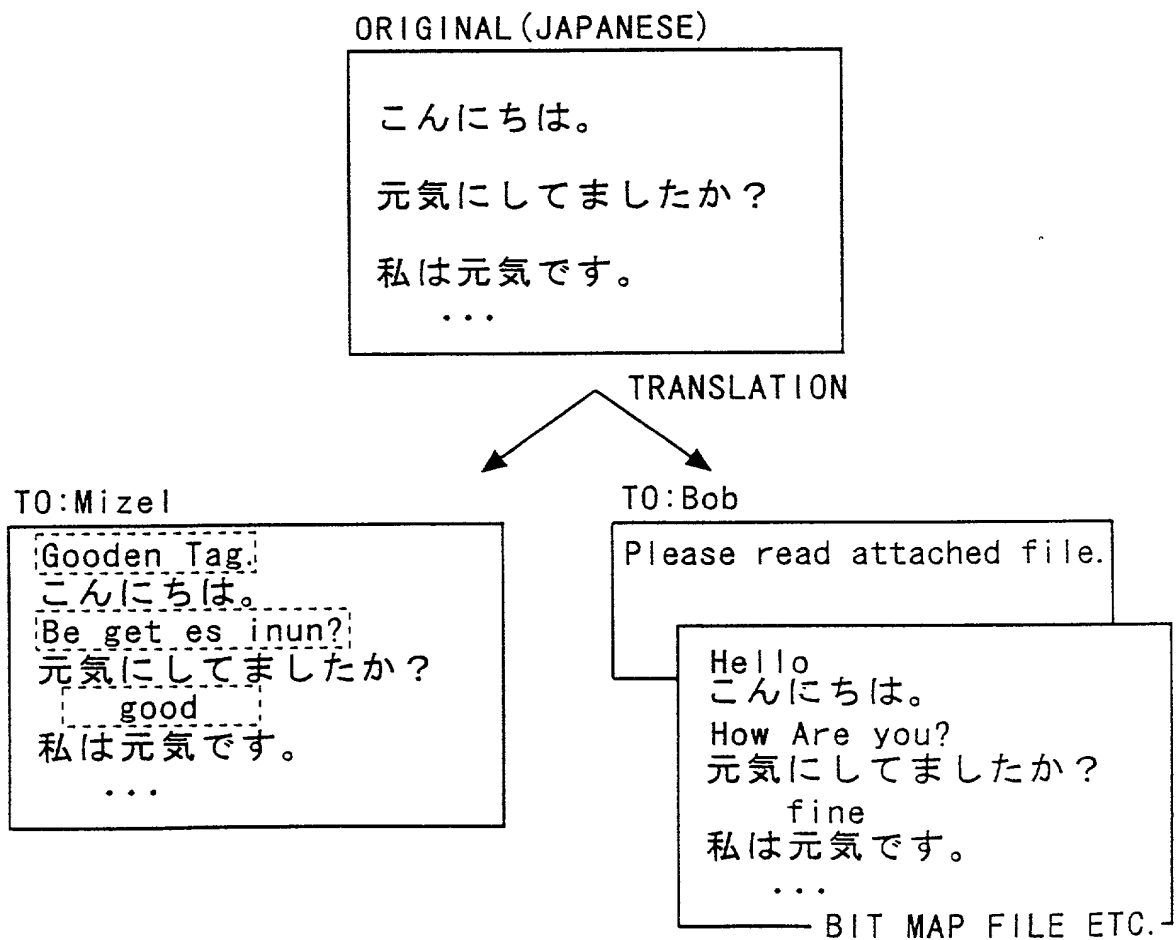 ORIGINAL(JAPANESE)
こんにちは。
元気にしてましたか？
私は元気です。
・・・
TRANSLATION
TO:Mizel
Gooden Tag.
こんにちは。
Be get es inun?
元気にしてましたか？
good
私は元気です。
・・・
TO:Bob
Please read attached file.
Hello
こんにちは。
How Are you?
元気にしてましたか？
fine
私は元気です。
・・・
BIT MAP FILE ETC.